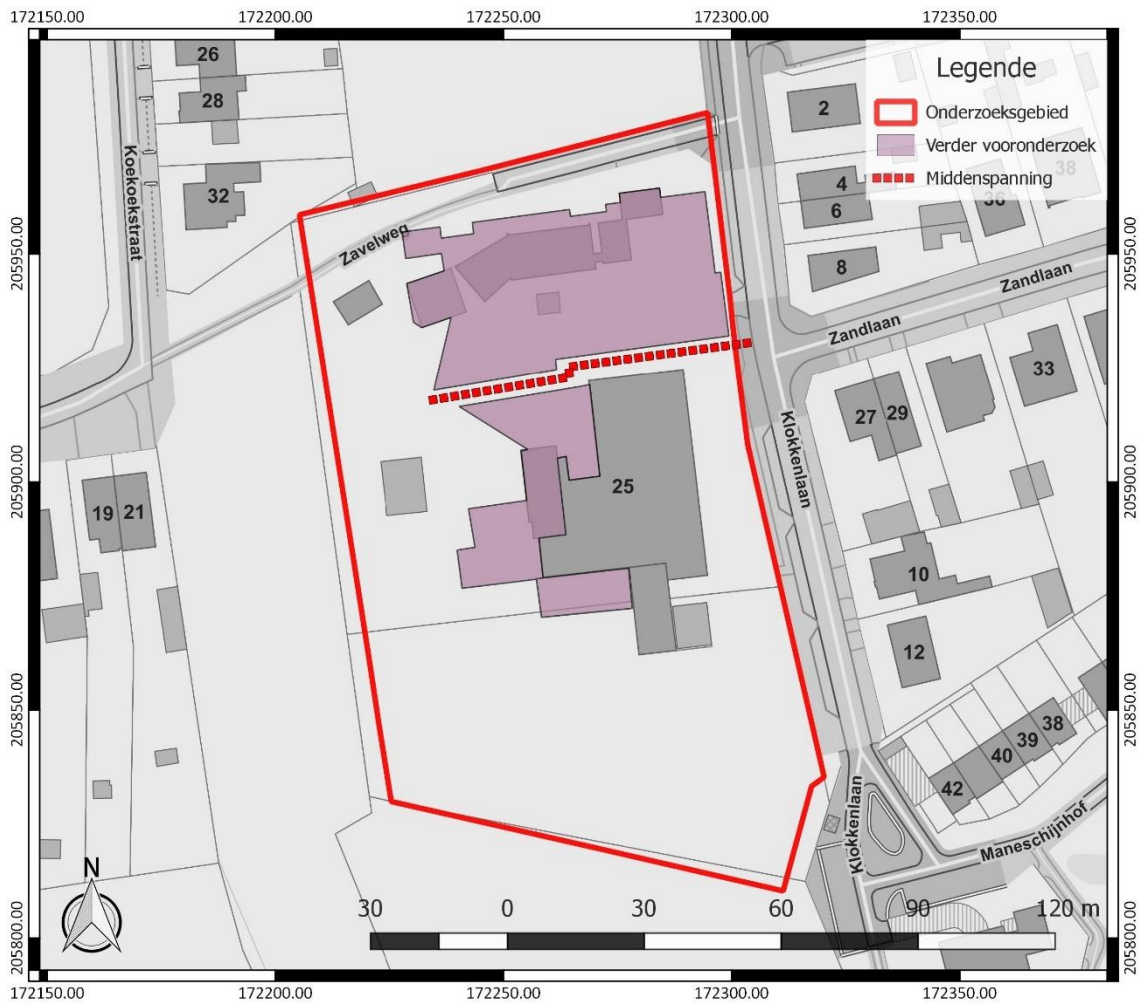 172150.00 172200.00 172250.00 172300.00 172350.00
Legende
Onderzoeksgebied
Verder vooronderzoek
Middenspanning
26
28
32
2
4
6
8
36
38
Koekoekstraat
Zavelweg
Zandlaan
Zandlaan
Klokkenlaan
25
27
29
33
19
21
10
12
38
39
40
42
Klokkenlaan
Maneschijnhof
N
30 0 30 60 90 120 m
205950.00
205900.00
205850.00
205800.00
205950.00
205900.00
205850.00
205800.00
172150.00 172200.00 172250.00 172300.00 172350.00